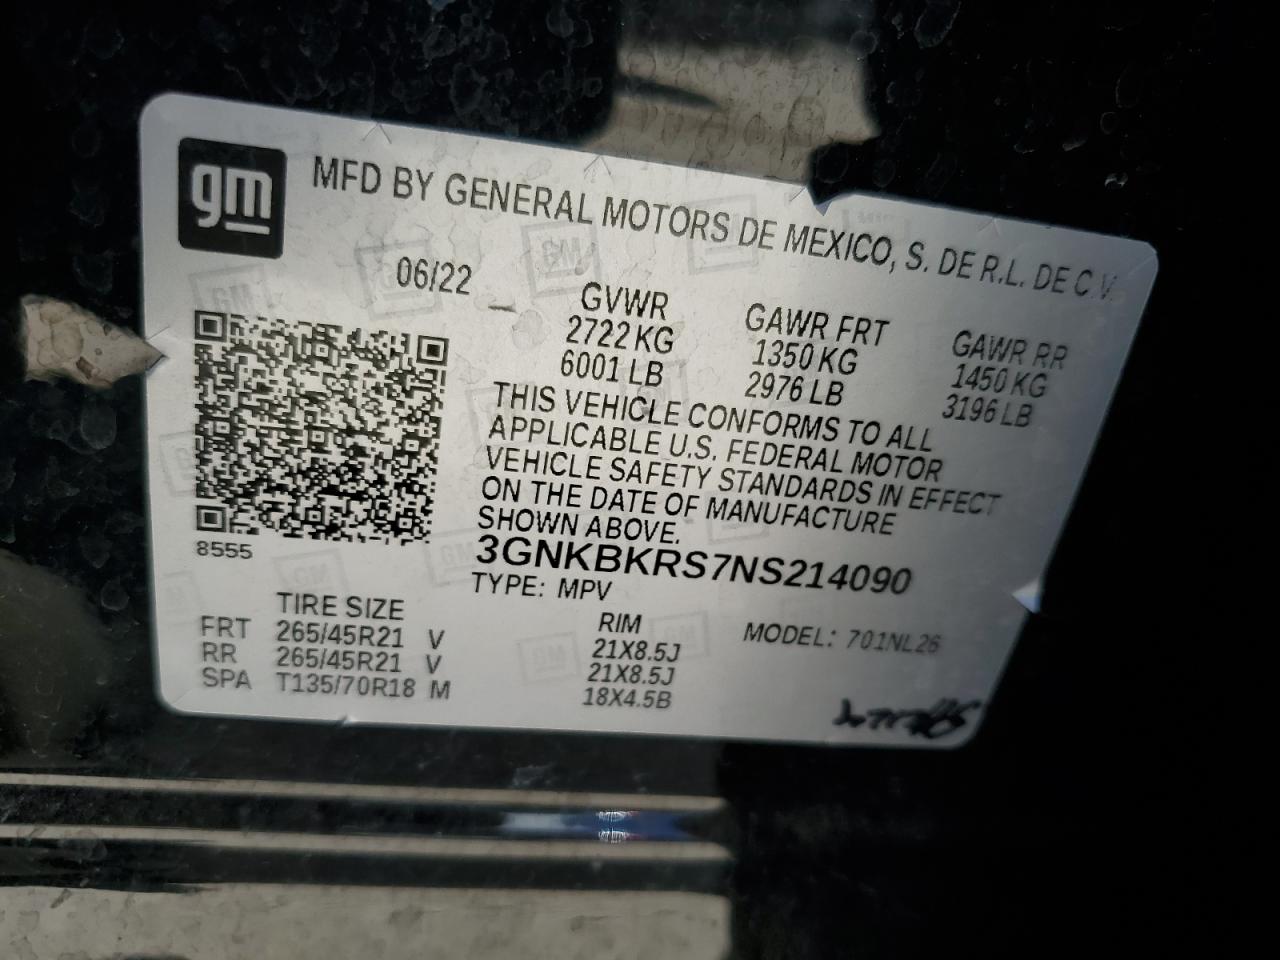 gm
MFD BY GENERAL MOTORS DE MEXICO, S. DE R.L. DE C.V.
06/22
GVWR GAWR FRT GAWR RR
2722 KG 1350 KG 1450 KG
6001 LB 2976 LB 3196 LB
THIS VEHICLE CONFORMS TO ALL
APPLICABLE U.S. FEDERAL MOTOR
VEHICLE SAFETY STANDARDS IN EFFECT
ON THE DATE OF MANUFACTURE
SHOWN ABOVE.
8555
3GNKBKRS7NS214090
TYPE: MPV
TIRE SIZE RIM MODEL: 701NL26
FRT 265/45R21 V 21X8.5J
RR 265/45R21 V 21X8.5J
SPA T135/70R18 M 18X4.5B